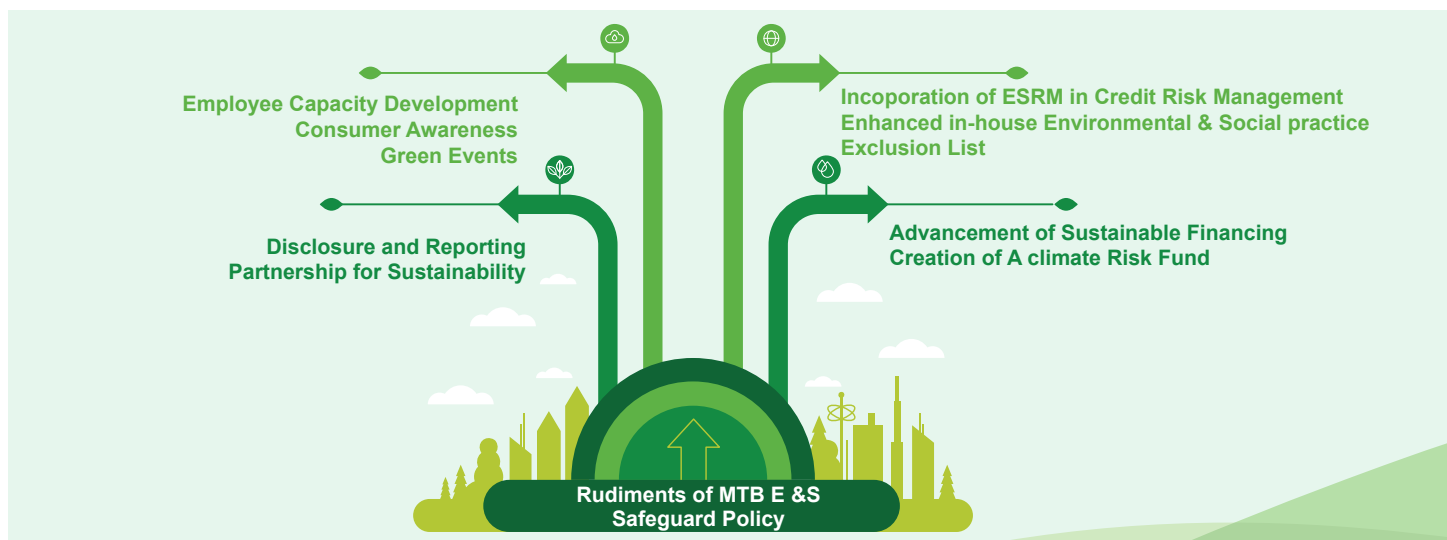 Employee Capacity Development
Consumer Awareness
Green Events
Incoporation of ESRM in Credit Risk Management
Enhanced in-house Environmental & Social practice
Exclusion List
Disclosure and Reporting
Partnership for Sustainability
Advancement of Sustainable Financing
Creation of A climate Risk Fund
Rudiments of MTB E &S
Safeguard Policy